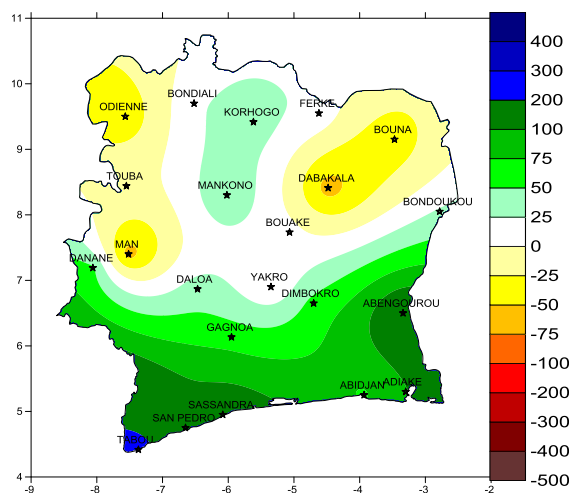 11
10
9
8
7
6
5
4
BONDIALI
FERKE
ODIENNE
KORHOGO
BOUNA
TOUBA
MANKONO
DABAKALA
BONDOUKOU
BOUAKE
MAN
DANANE
DALOA
YAKRO
DIMBOKRO
ABENGOUROU
GAGNOA
ABIDJAN
ADIAKE
SASSANDRA
SAN PEDRO
TABOU
-9 -8 -7 -6 -5 -4 -3 -2
400
300
200
100
75
50
25
0
-25
-50
-75
-100
-200
-300
-400
-500